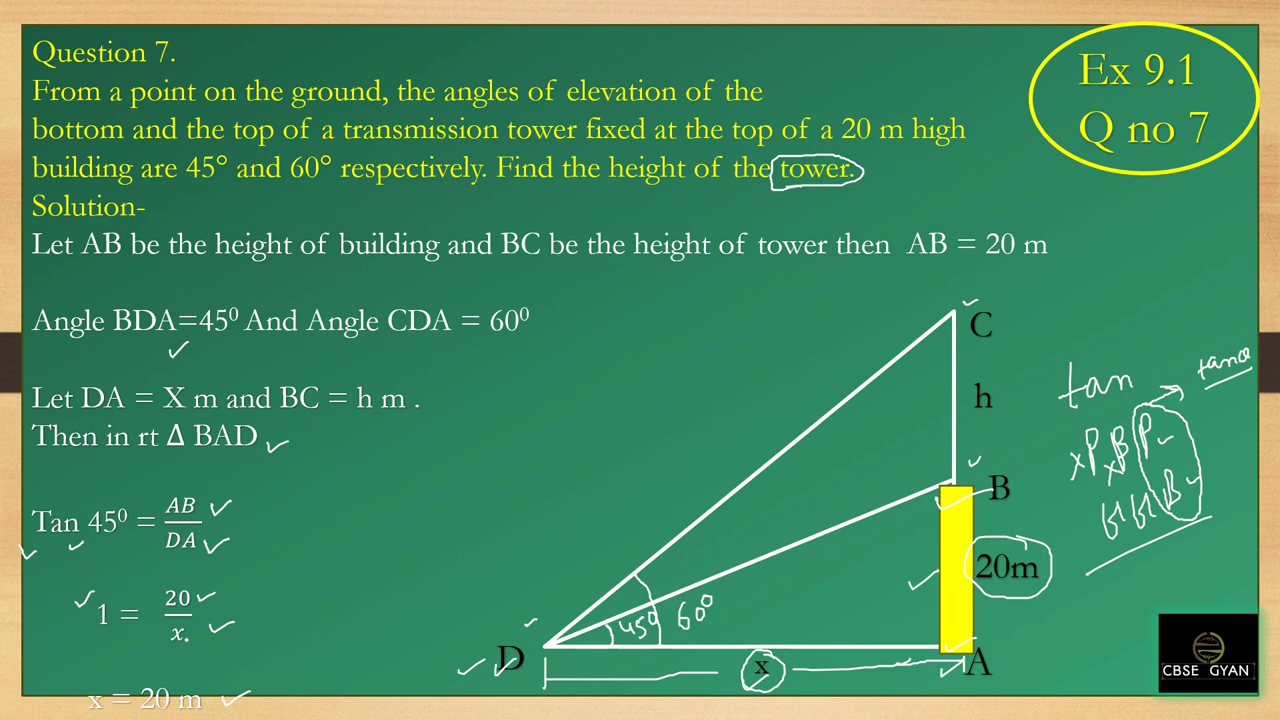 Question 7.
From a point on the ground, the angles of elevation of the
bottom and the top of a transmission tower fixed at the top of a 20 m high
building are 45° and 60° respectively. Find the height of the tower.
Solution-
Let AB be the height of building and BC be the height of tower then AB = 20 m
Angle BDA=45⁰ And Angle CDA = 60⁰
Let DA = X m and BC = h m .
Then in rt Δ BAD
Tan 45⁰ = AB/DA
1 = 20/x.
x = 20 m
Ex 9.1
Q no 7
C
h
B
20m
A
x
D
45⁰
60⁰
tan
tanθ
P B P
H H B
CBSE GYAN